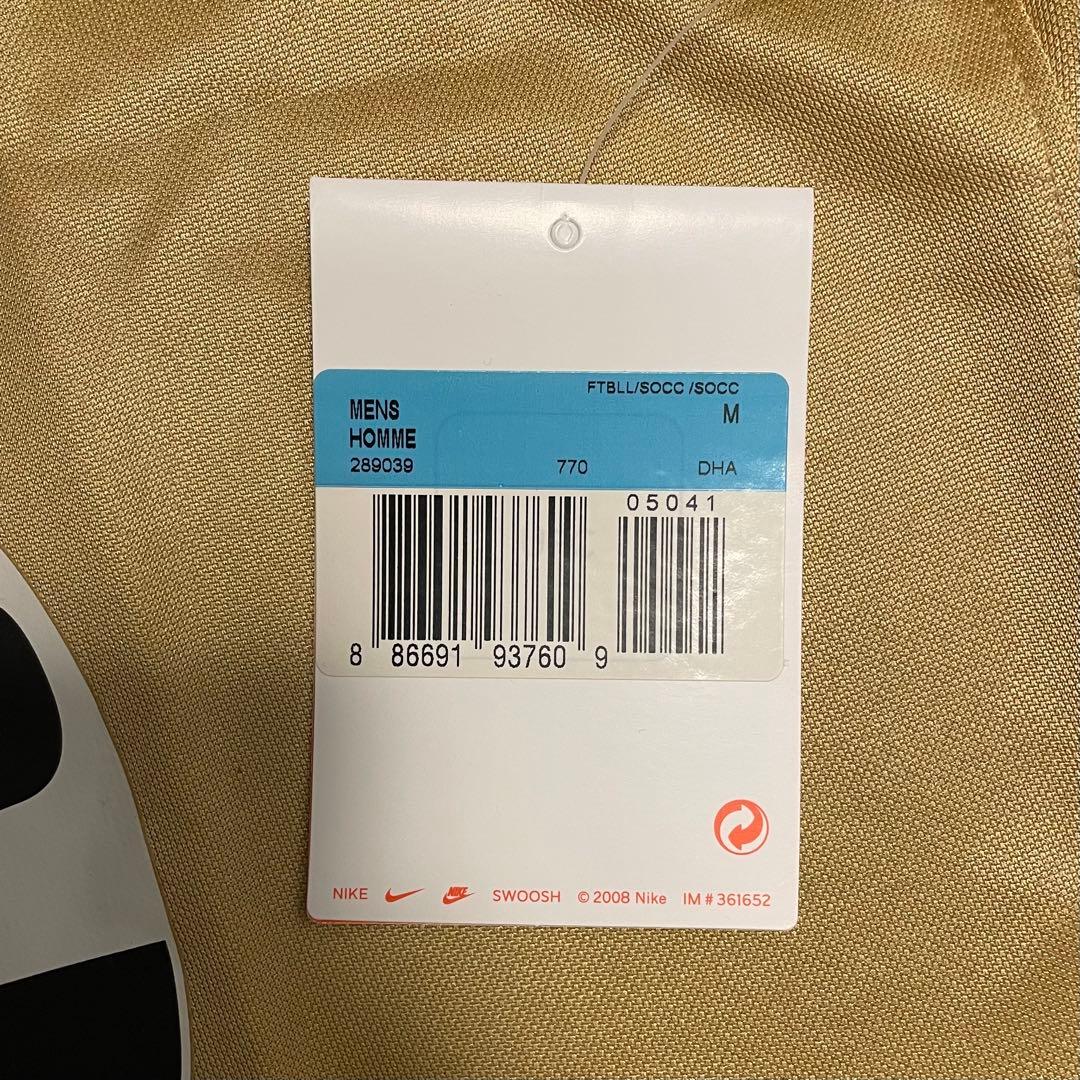 FTBLL/SOCC /SOCC
MENS M
HOMME
289039 770 DHA
05041
8 86691 93760 9
NIKE NIKE SWOOSH © 2008 Nike IM # 361652